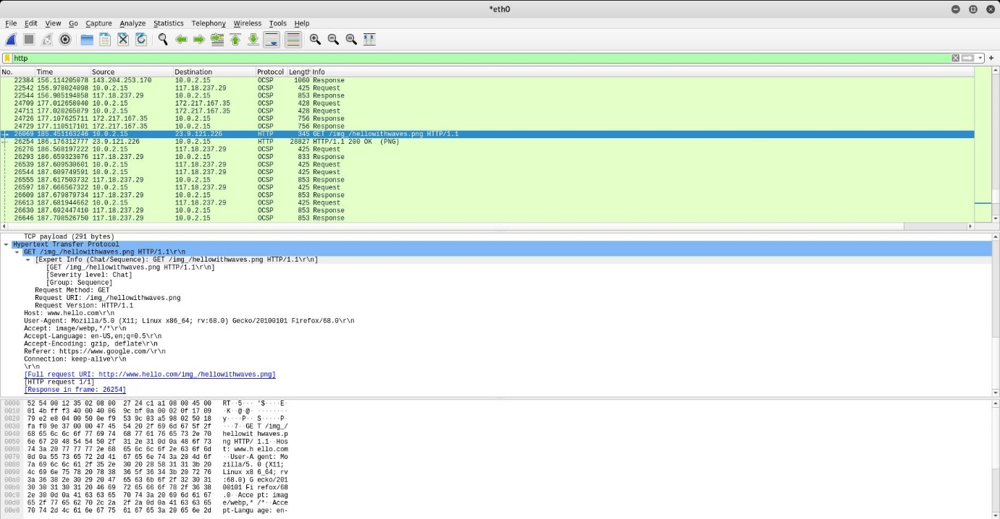 *eth0
File Edit View Go Capture Analyze Statistics Telephony Wireless Tools Help
http
No. Time Source Destination Protocol Length Info
22384 156.114205078 143.204.253.170 10.0.2.15 OCSP 1060 Response
22542 156.978024098 10.0.2.15 117.18.237.29 OCSP 425 Request
22544 156.985194058 117.18.237.29 10.0.2.15 OCSP 853 Response
24709 177.012658040 10.0.2.15 172.217.167.35 OCSP 428 Request
24711 177.020265879 10.0.2.15 172.217.167.35 OCSP 428 Request
24726 177.107625711 172.217.167.35 10.0.2.15 OCSP 756 Response
24729 177.110517101 172.217.167.35 10.0.2.15 OCSP 756 Response
26069 185.451163246 10.0.2.15 23.9.121.226 HTTP 345 GET /img_/hellowithwaves.png HTTP/1.1
26254 186.176312777 23.9.121.226 10.0.2.15 HTTP 28827 HTTP/1.1 200 OK (PNG)
26276 186.568197222 10.0.2.15 117.18.237.29 OCSP 425 Request
26293 186.659323076 117.18.237.29 10.0.2.15 OCSP 833 Response
26539 187.609530601 10.0.2.15 117.18.237.29 OCSP 425 Request
26544 187.609749591 10.0.2.15 117.18.237.29 OCSP 425 Request
26555 187.617503732 117.18.237.29 10.0.2.15 OCSP 853 Response
26597 187.666567322 10.0.2.15 117.18.237.29 OCSP 425 Request
26609 187.679879734 117.18.237.29 10.0.2.15 OCSP 853 Response
26613 187.681944662 10.0.2.15 117.18.237.29 OCSP 425 Request
26630 187.692447410 117.18.237.29 10.0.2.15 OCSP 853 Response
26646 187.708526750 117.18.237.29 10.0.2.15 OCSP 853 Response
TCP payload (291 bytes)
Hypertext Transfer Protocol
GET /img_/hellowithwaves.png HTTP/1.1\r\n
[Expert Info (Chat/Sequence): GET /img_/hellowithwaves.png HTTP/1.1\r\n]
[GET /img_/hellowithwaves.png HTTP/1.1\r\n]
[Severity level: Chat]
[Group: Sequence]
Request Method: GET
Request URI: /img_/hellowithwaves.png
Request Version: HTTP/1.1
Host: www.hello.com\r\n
User-Agent: Mozilla/5.0 (X11; Linux x86_64; rv:68.0) Gecko/20100101 Firefox/68.0\r\n
Accept: image/webp,*/*\r\n
Accept-Language: en-US,en;q=0.5\r\n
Accept-Encoding: gzip, deflate\r\n
Referer: https://www.google.com/\r\n
Connection: keep-alive\r\n
\r\n
[Full request URI: http://www.hello.com/img_/hellowithwaves.png]
[HTTP request 1/1]
[Response in frame: 26254]
0000 52 54 00 12 35 02 08 00 27 24 c1 a1 08 00 45 00 RT··5··· '$····E·
0010 01 4b ff f3 40 00 40 06 9c bf 0a 00 02 0f 17 09 ·K··@·@· ········
0020 79 e2 e8 04 00 50 0e f9 53 9c 03 a5 98 02 50 18 y····P·· S·····P·
0030 fa f0 9e 37 00 00 47 45 54 20 2f 69 6d 67 5f 2f ···7··GE T /img_/
0040 68 65 6c 6c 6f 77 69 74 68 77 61 76 65 73 2e 70 hellowit hwaves.p
0050 6e 67 20 48 54 54 50 2f 31 2e 31 0d 0a 48 6f 73 ng HTTP/ 1.1··Hos
0060 74 3a 20 77 77 77 2e 68 65 6c 6c 6f 2e 63 6f 6d t: www.h ello.com
0070 0d 0a 55 73 65 72 2d 41 67 65 6e 74 3a 20 4d 6f ··User-A gent: Mo
0080 7a 69 6c 6c 61 2f 35 2e 30 20 28 58 31 31 3b 20 zilla/5. 0 (X11;
0090 4c 69 6e 75 78 20 78 38 36 5f 36 34 3b 20 72 76 Linux x8 6_64; rv
00a0 3a 36 38 2e 30 29 20 47 65 63 6b 6f 2f 32 30 31 :68.0) G ecko/201
00b0 30 30 31 30 31 20 46 69 72 65 66 6f 78 2f 36 38 00101 Fi refox/68
00c0 2e 30 0d 0a 41 63 63 65 70 74 3a 20 69 6d 61 67 .0··Acce pt: imag
00d0 65 2f 77 65 62 70 2c 2a 2f 2a 0d 0a 41 63 63 65 e/webp,* /*··Acce
00e0 70 74 2d 4c 61 6e 67 75 61 67 65 3a 20 65 6e 2d pt-Langu age: en-